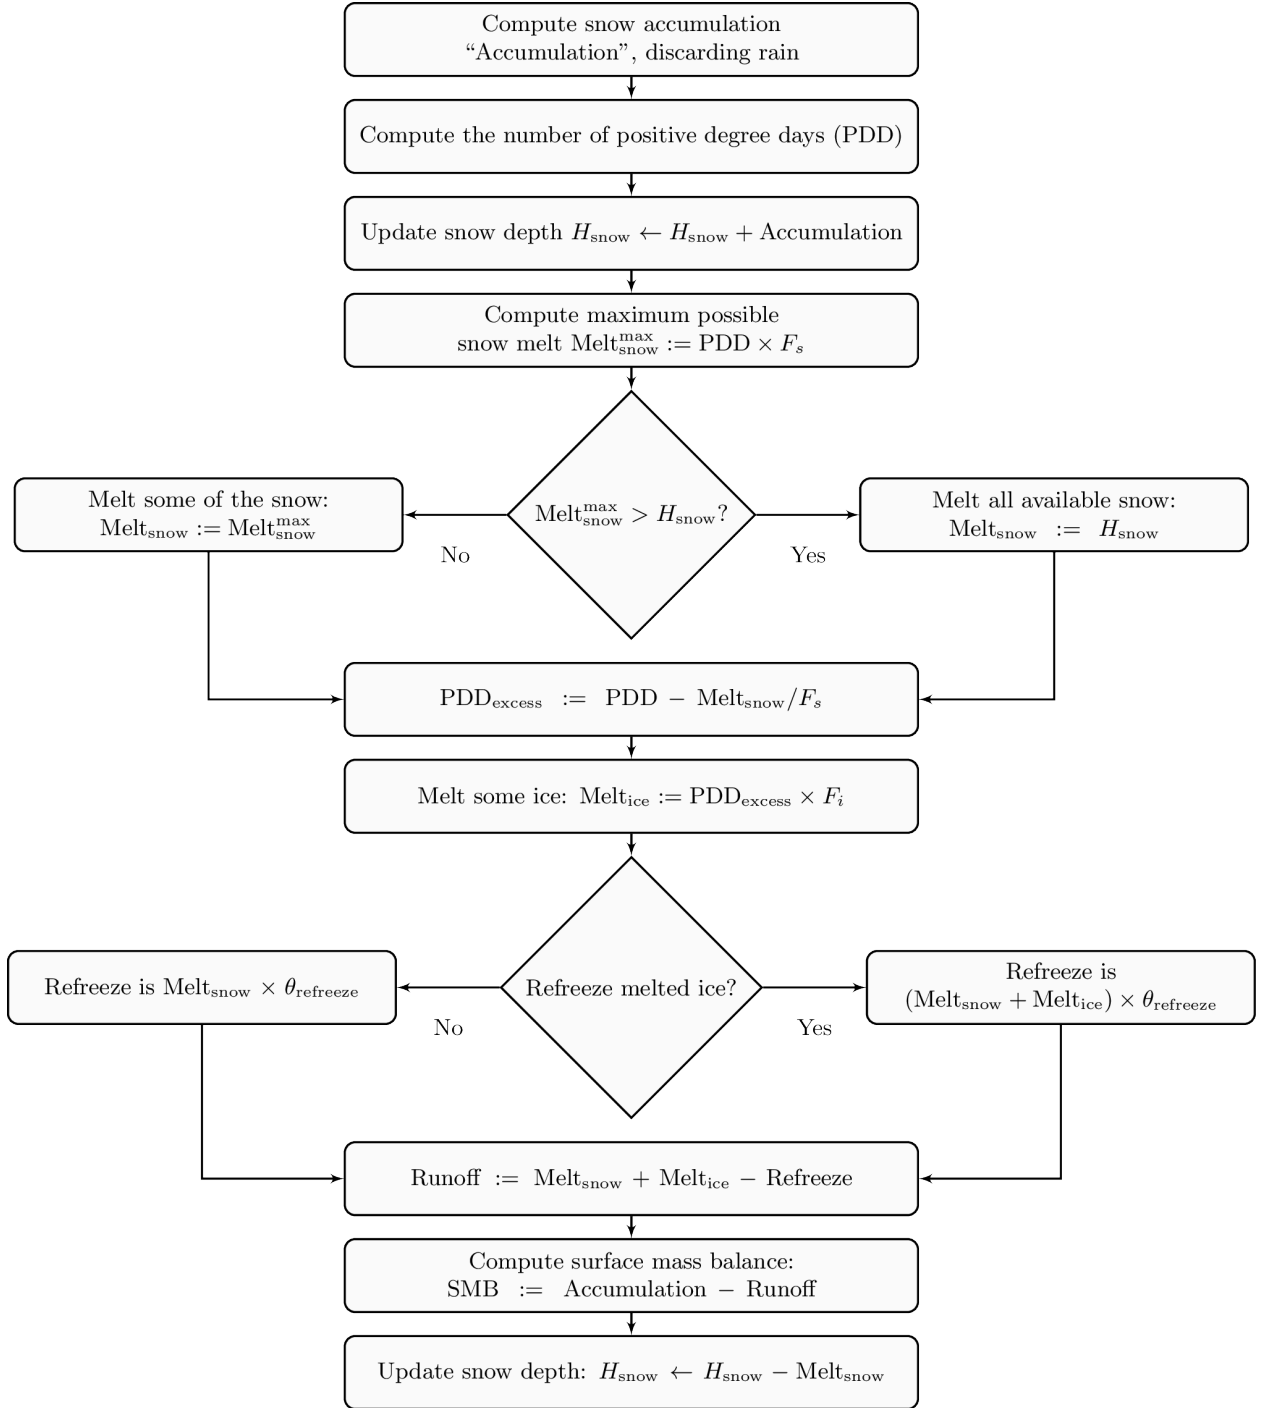 Compute snow accumulation
“Accumulation”, discarding rain
Compute the number of positive degree days (PDD)
Update snow depth H_snow ← H_snow + Accumulation
Compute maximum possible
snow melt Melt_snow^max := PDD × F_s
Melt_snow^max > H_snow?
No
Yes
Melt some of the snow:
Melt_snow := Melt_snow^max
Melt all available snow:
Melt_snow := H_snow
PDD_excess := PDD − Melt_snow/F_s
Melt some ice: Melt_ice := PDD_excess × F_i
Refreeze melted ice?
No
Yes
Refreeze is Melt_snow × θ_refreeze
Refreeze is
(Melt_snow + Melt_ice) × θ_refreeze
Runoff := Melt_snow + Melt_ice − Refreeze
Compute surface mass balance:
SMB := Accumulation − Runoff
Update snow depth: H_snow ← H_snow − Melt_snow